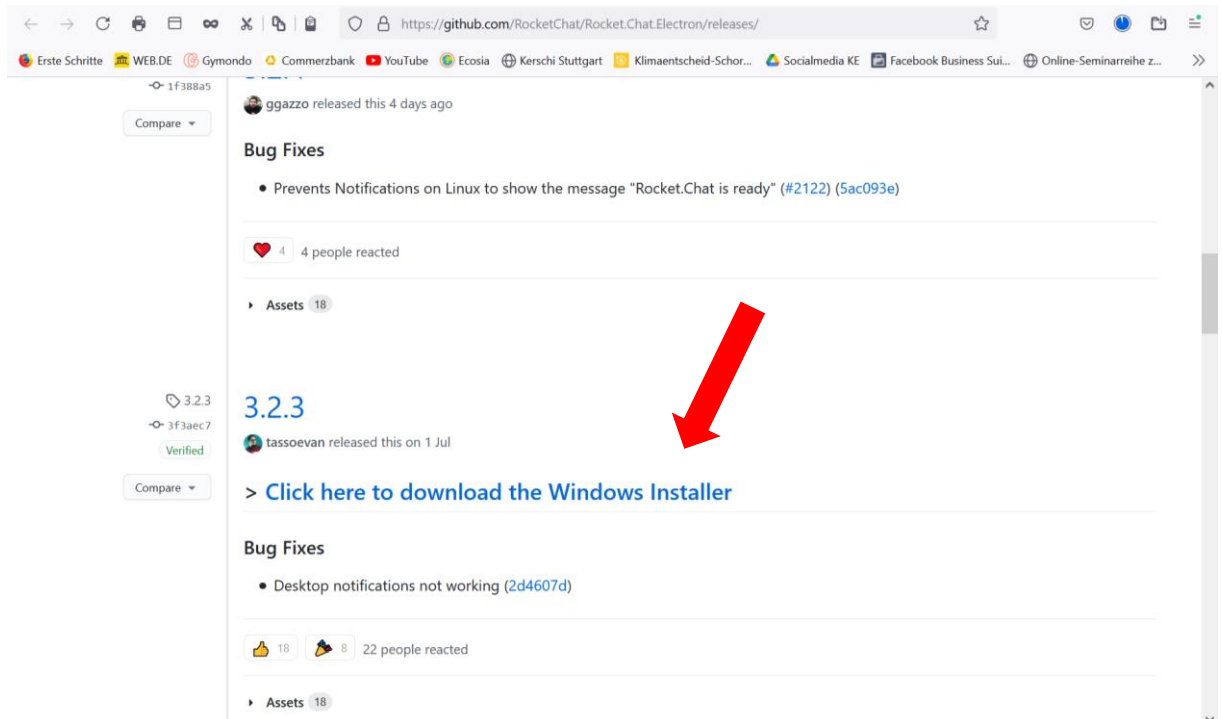 https://github.com/RocketChat/Rocket.Chat.Electron/releases/
Erste Schritte WEB.DE Gymondo Commerzbank YouTube Ecosia Kerschi Stuttgart Klimaentscheid-Schor... Socialmedia KE Facebook Business Sui... Online-Seminarreihe z...
1f388a5
ggazzo released this 4 days ago
Compare
Bug Fixes
Prevents Notifications on Linux to show the message "Rocket.Chat is ready" (#2122) (5ac093e)
4 4 people reacted
Assets 18
3.2.3
3f3aec7
Verified
Compare
3.2.3
tassoevan released this on 1 Jul
> Click here to download the Windows Installer
Bug Fixes
Desktop notifications not working (2d4607d)
18 8 22 people reacted
Assets 18